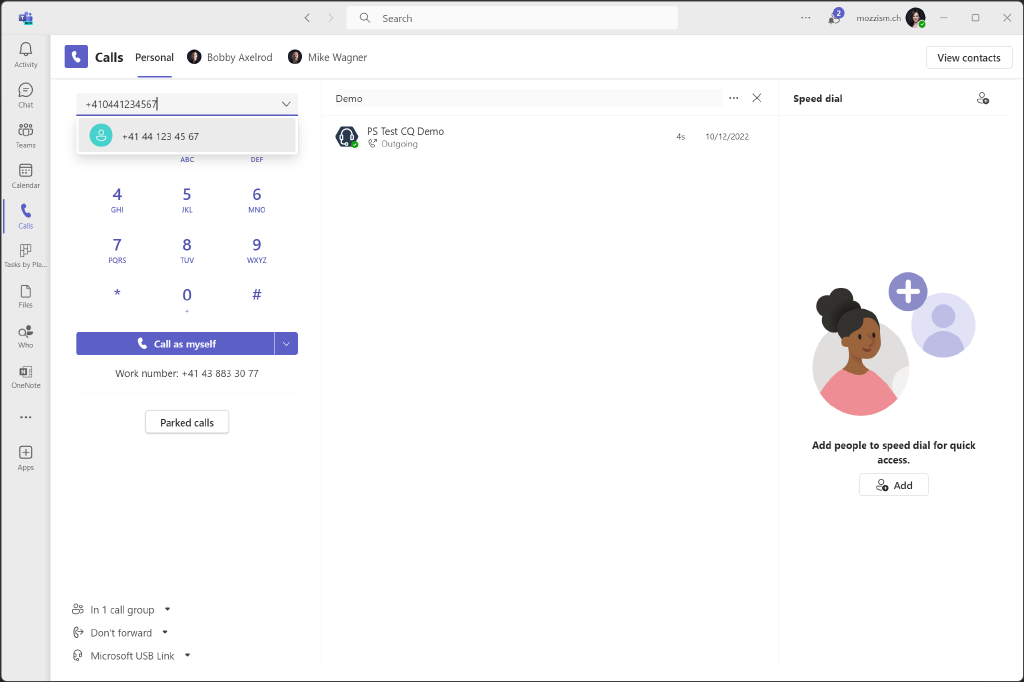 Search
2
mozzism.ch
Activity
Chat
Teams
Calendar
Calls
Tasks by Pla...
Files
Who
OneNote
Apps
Calls
Personal
Bobby Axelrod
Mike Wagner
View contacts
+410441234567
+41 44 123 45 67
ABC
DEF
4
GHI
5
JKL
6
MNO
7
PQRS
8
TUV
9
WXYZ
*
0
+
#
Call as myself
Work number: +41 43 883 30 77
Parked calls
In 1 call group
Don't forward
Microsoft USB Link
Demo
PS Test CQ Demo
Outgoing
4s
10/12/2022
Speed dial
Add people to speed dial for quick
access.
Add